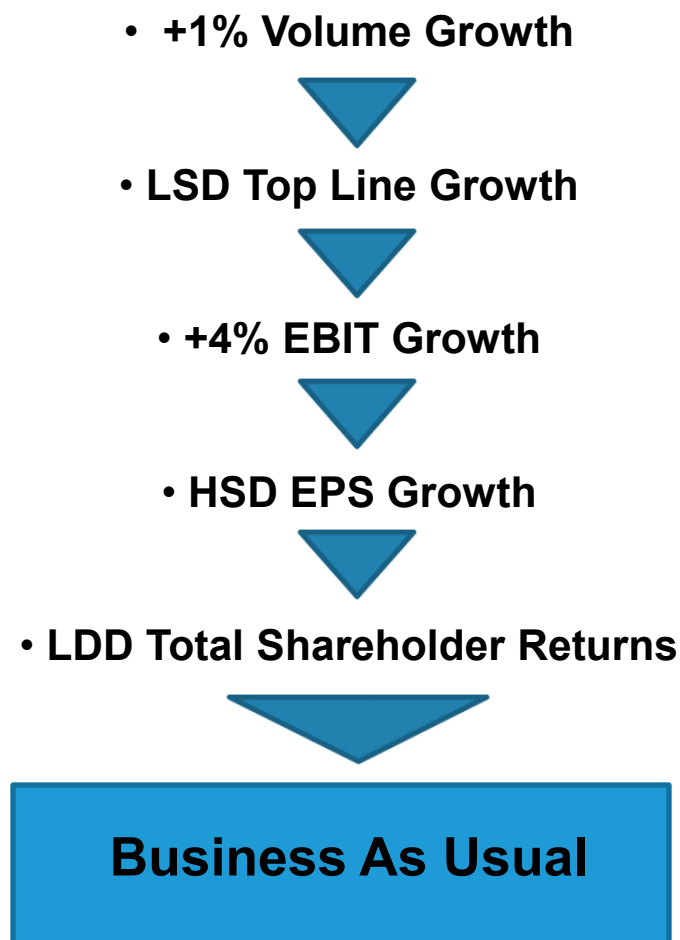 • +1% Volume Growth
• LSD Top Line Growth
• +4% EBIT Growth
• HSD EPS Growth
• LDD Total Shareholder Returns
Business As Usual